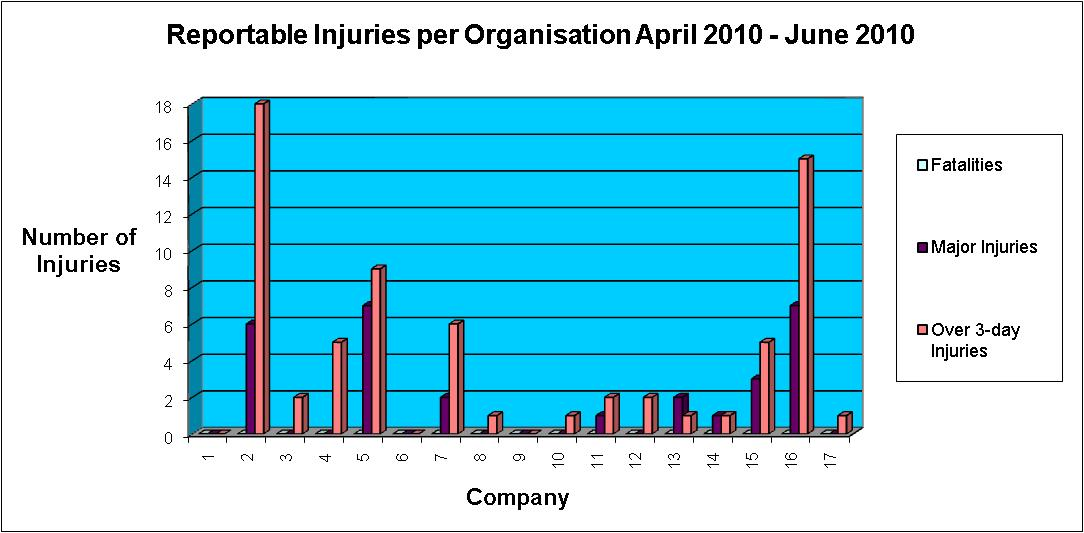 Reportable Injuries per Organisation April 2010 - June 2010
18
16
14
12
10
8
6
4
2
0
Number of
Injuries
1 2 3 4 5 6 7 8 9 10 11 12 13 14 15 16 17
Company
Fatalities
Major Injuries
Over 3-day
Injuries